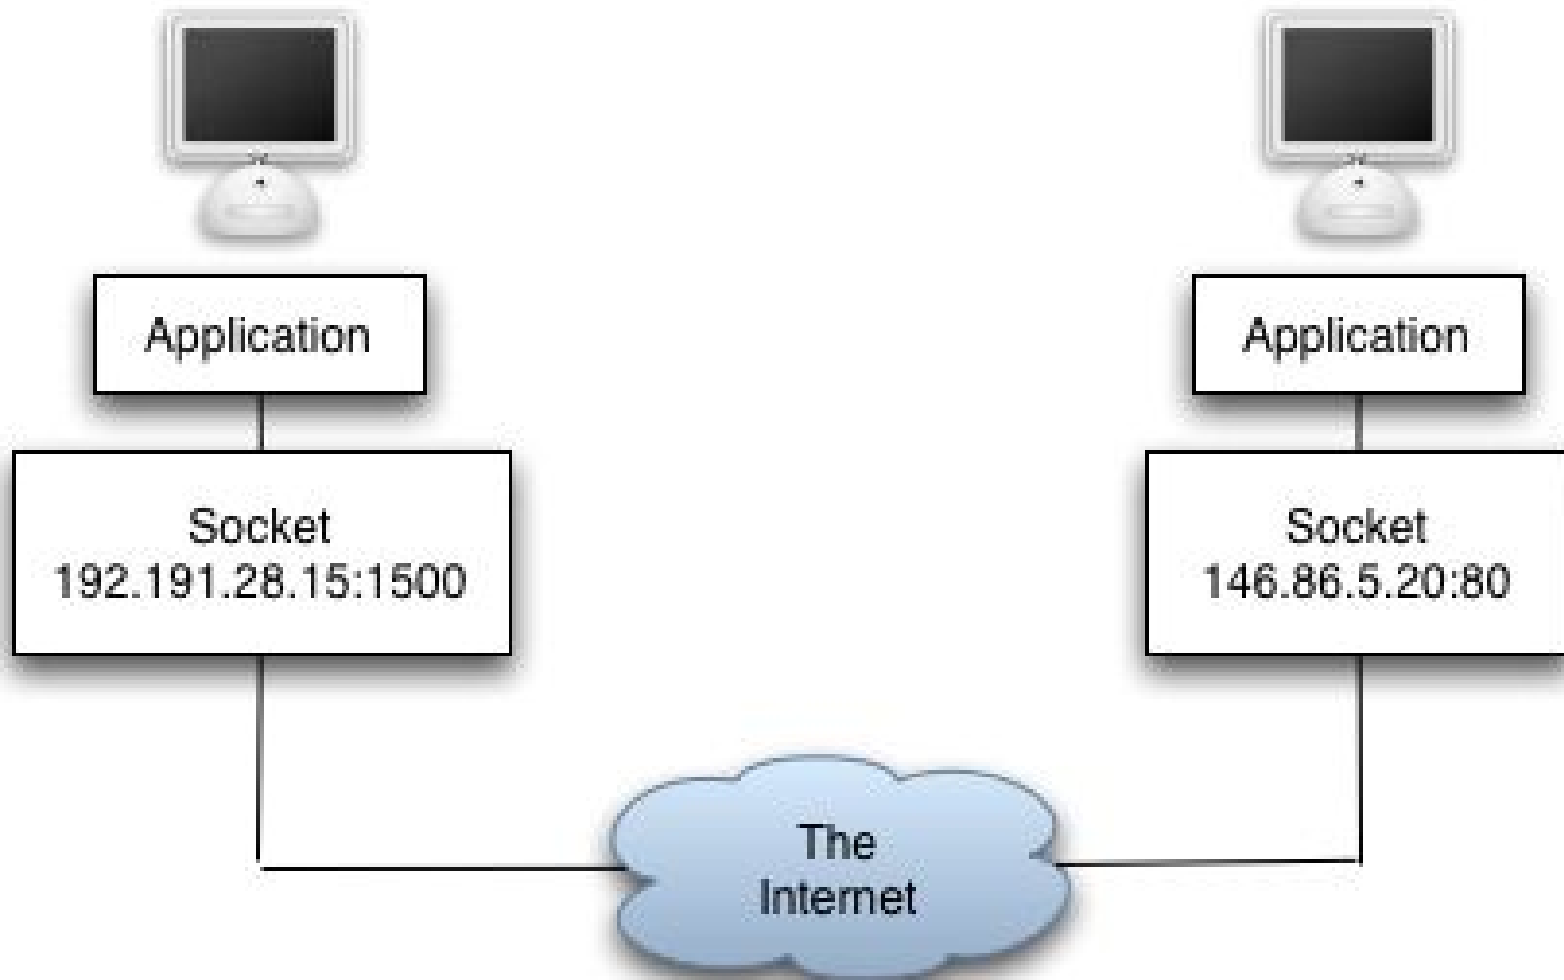 Application
Application
Socket
192.191.28.15:1500
Socket
146.86.5.20:80
The
Internet